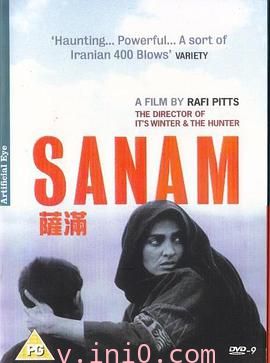 'Haunting... Powerful... A sort of
Iranian 400 Blows' VARIETY
A FILM BY RAFI PITTS
THE DIRECTOR OF
IT'S WINTER & THE HUNTER
SANAM
薩滿
Artificial Eye
PG
DVD-9
v.ini0.com